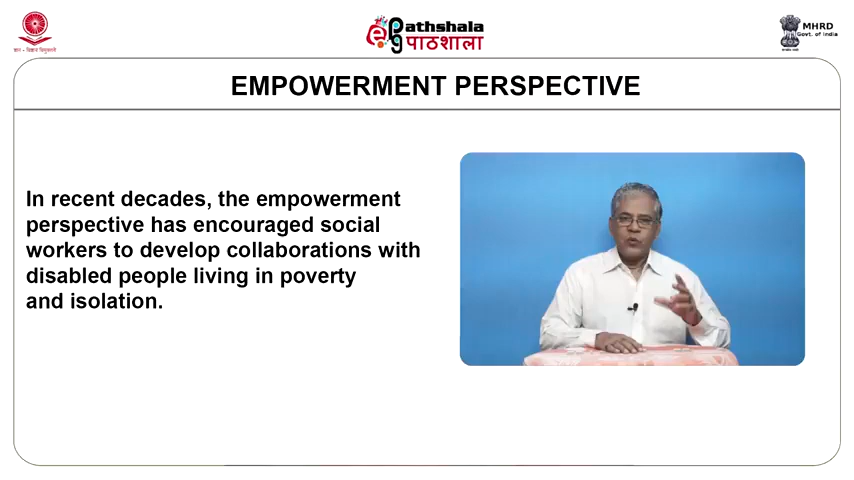 ePathshala
पाठशाला
MHRD
Govt. of India
EMPOWERMENT PERSPECTIVE
In recent decades, the empowerment
perspective has encouraged social
workers to develop collaborations with
disabled people living in poverty
and isolation.